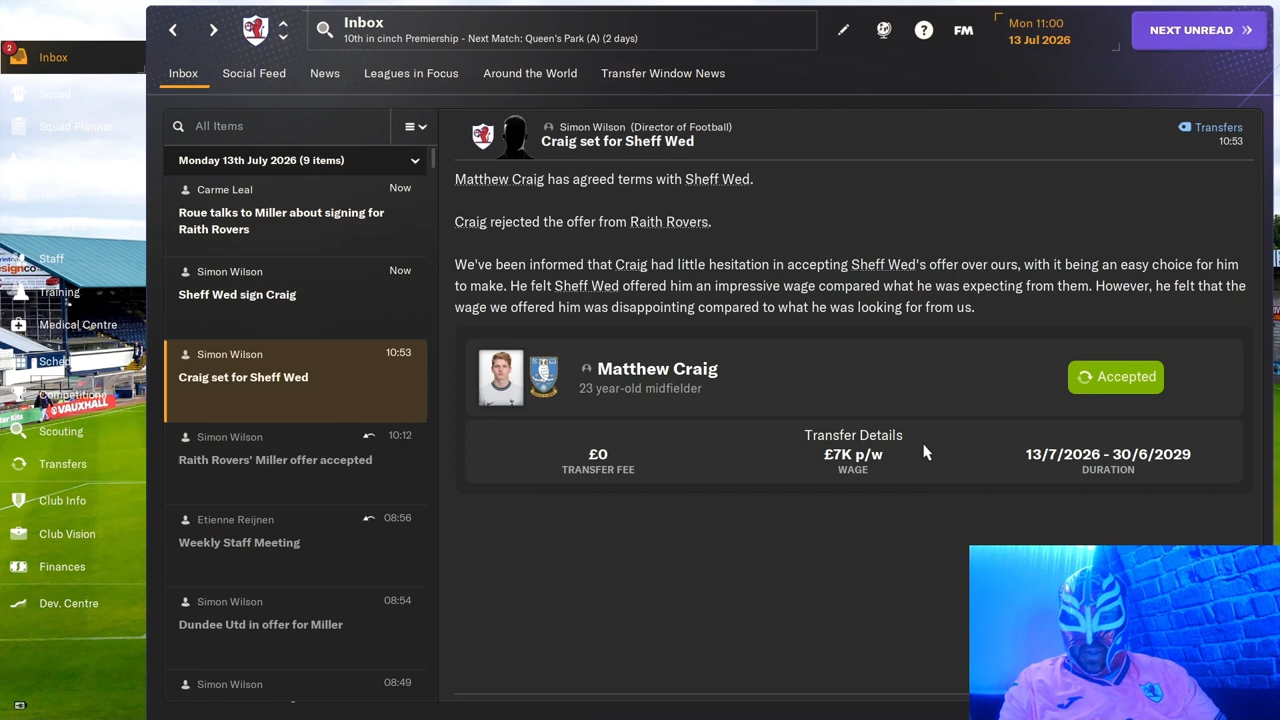 2
Inbox
Squad
Squad Planner
Staff
Training
Medical Centre
Sched
Competitions
Scouting
Transfers
Club Info
Club Vision
Finances
Dev. Centre
VAUXHALL
Inbox
10th in cinch Premiership - Next Match: Queen's Park (A) (2 days)
?
FM
Mon 11:00
13 Jul 2026
NEXT UNREAD
Inbox
Social Feed
News
Leagues in Focus
Around the World
Transfer Window News
All Items
Monday 13th July 2026 (9 items)
Carme Leal
Now
Roue talks to Miller about signing for
Raith Rovers
Simon Wilson
Now
Sheff Wed sign Craig
Simon Wilson
10:53
Craig set for Sheff Wed
Simon Wilson
10:12
Raith Rovers' Miller offer accepted
Etienne Reijnen
08:56
Weekly Staff Meeting
Simon Wilson
08:54
Dundee Utd in offer for Miller
Simon Wilson
08:49
Simon Wilson (Director of Football)
Craig set for Sheff Wed
Transfers
10:53
Matthew Craig has agreed terms with Sheff Wed.
Craig rejected the offer from Raith Rovers.
We've been informed that Craig had little hesitation in accepting Sheff Wed's offer over ours, with it being an easy choice for him
to make. He felt Sheff Wed offered him an impressive wage compared what he was expecting from them. However, he felt that the
wage we offered him was disappointing compared to what he was looking for from us.
Matthew Craig
23 year-old midfielder
Accepted
Transfer Details
£0
TRANSFER FEE
£7K p/w
WAGE
13/7/2026 - 30/6/2029
DURATION